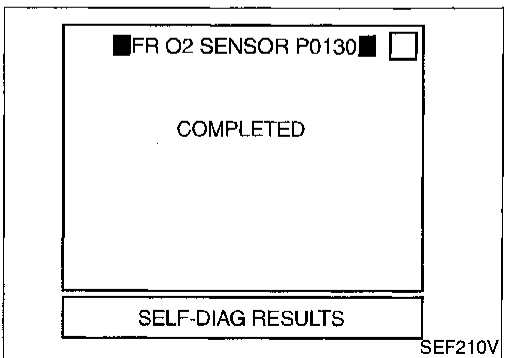 FR O2 SENSOR P0130
COMPLETED
SELF-DIAG RESULTS
SEF210V